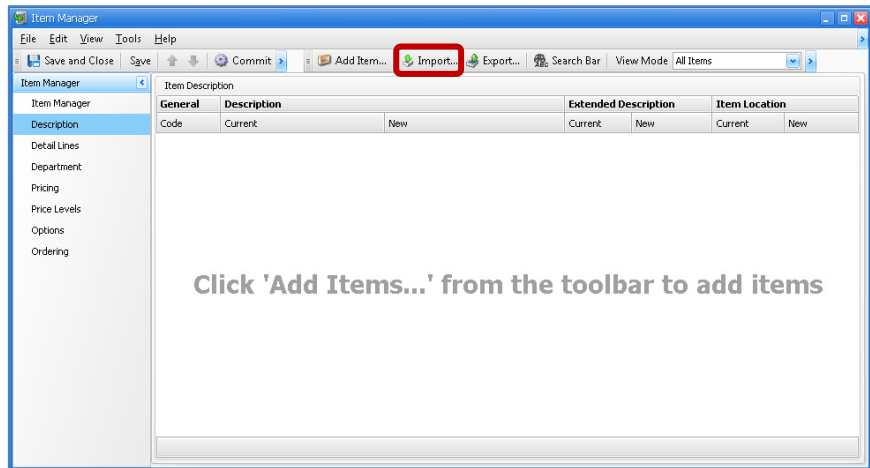 Item Manager
File Edit View Tools Help
Save and Close Save Commit Add Item... Import... Export... Search Bar View Mode All Items
Item Manager
Item Manager
Description
Detail Lines
Department
Pricing
Price Levels
Options
Ordering
Item Description
General Description Extended Description Item Location
Code Current New Current New Current New
Click 'Add Items...' from the toolbar to add items